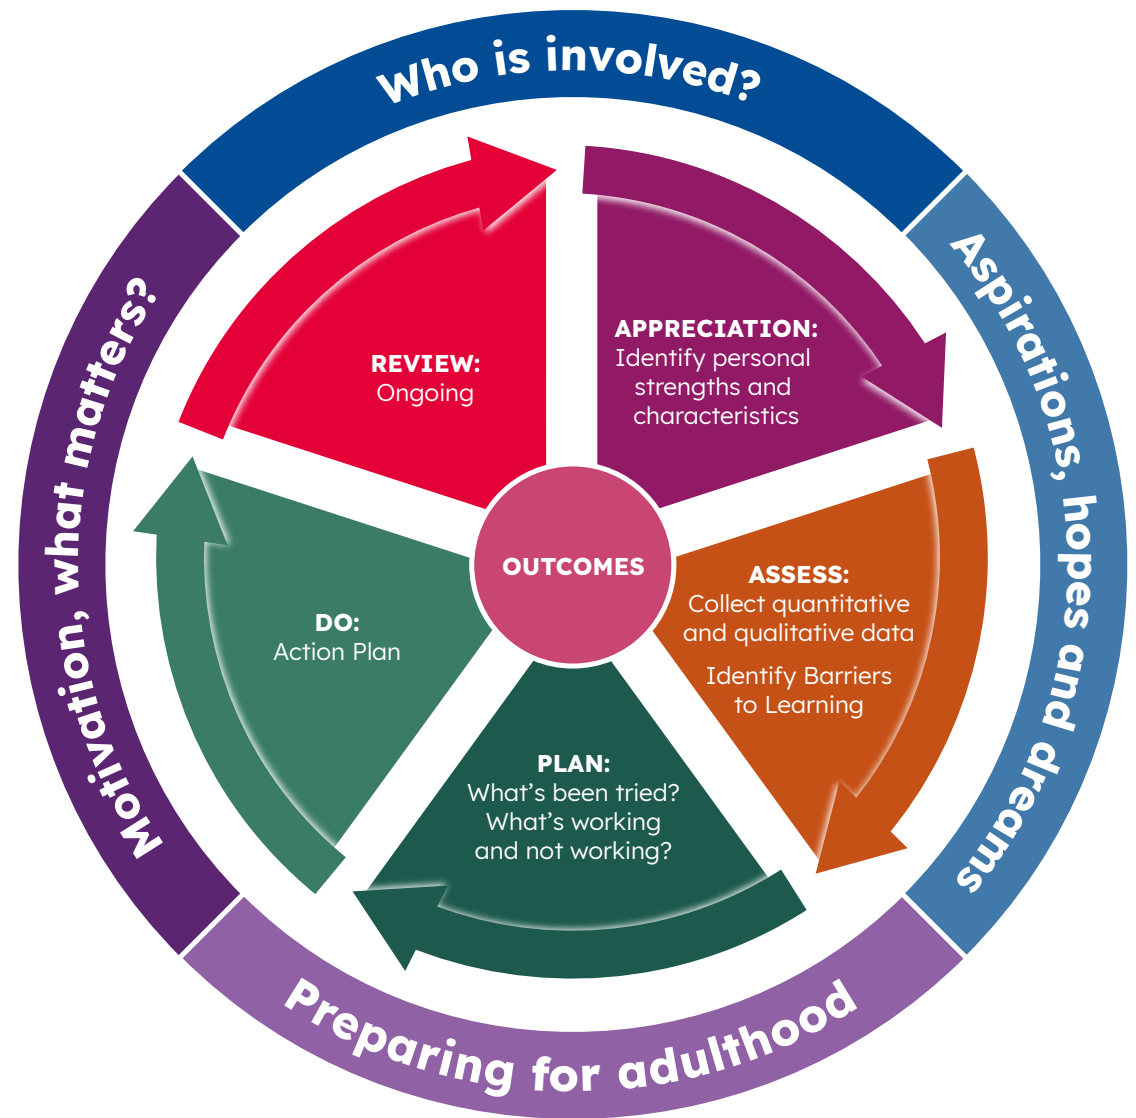 Who is involved?
Aspirations, hopes and dreams
Preparing for adulthood
Motivation, what matters?
APPRECIATION:
Identify personal
strengths and
characteristics
ASSESS:
Collect quantitative
and qualitative data
Identify Barriers
to Learning
PLAN:
What’s been tried?
What’s working
and not working?
DO:
Action Plan
REVIEW:
Ongoing
OUTCOMES